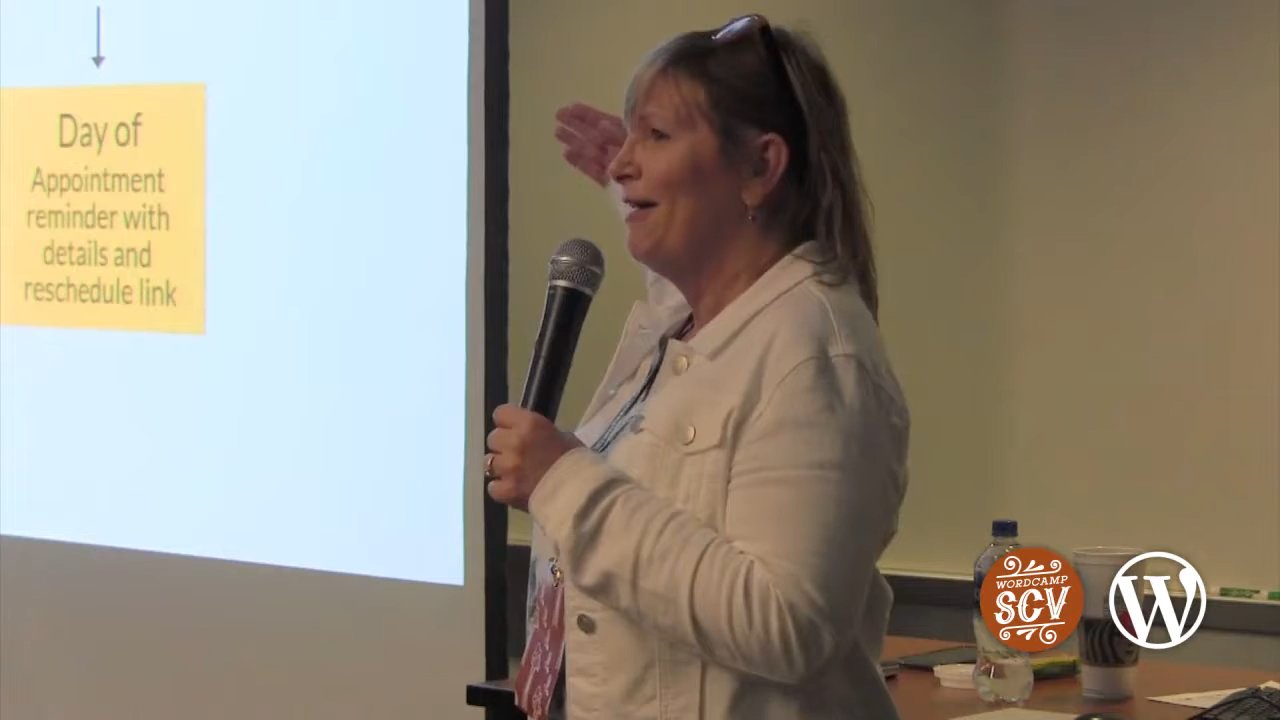 Day of
Appointment
reminder with
details and
reschedule link
WORDCAMP
SCV
W